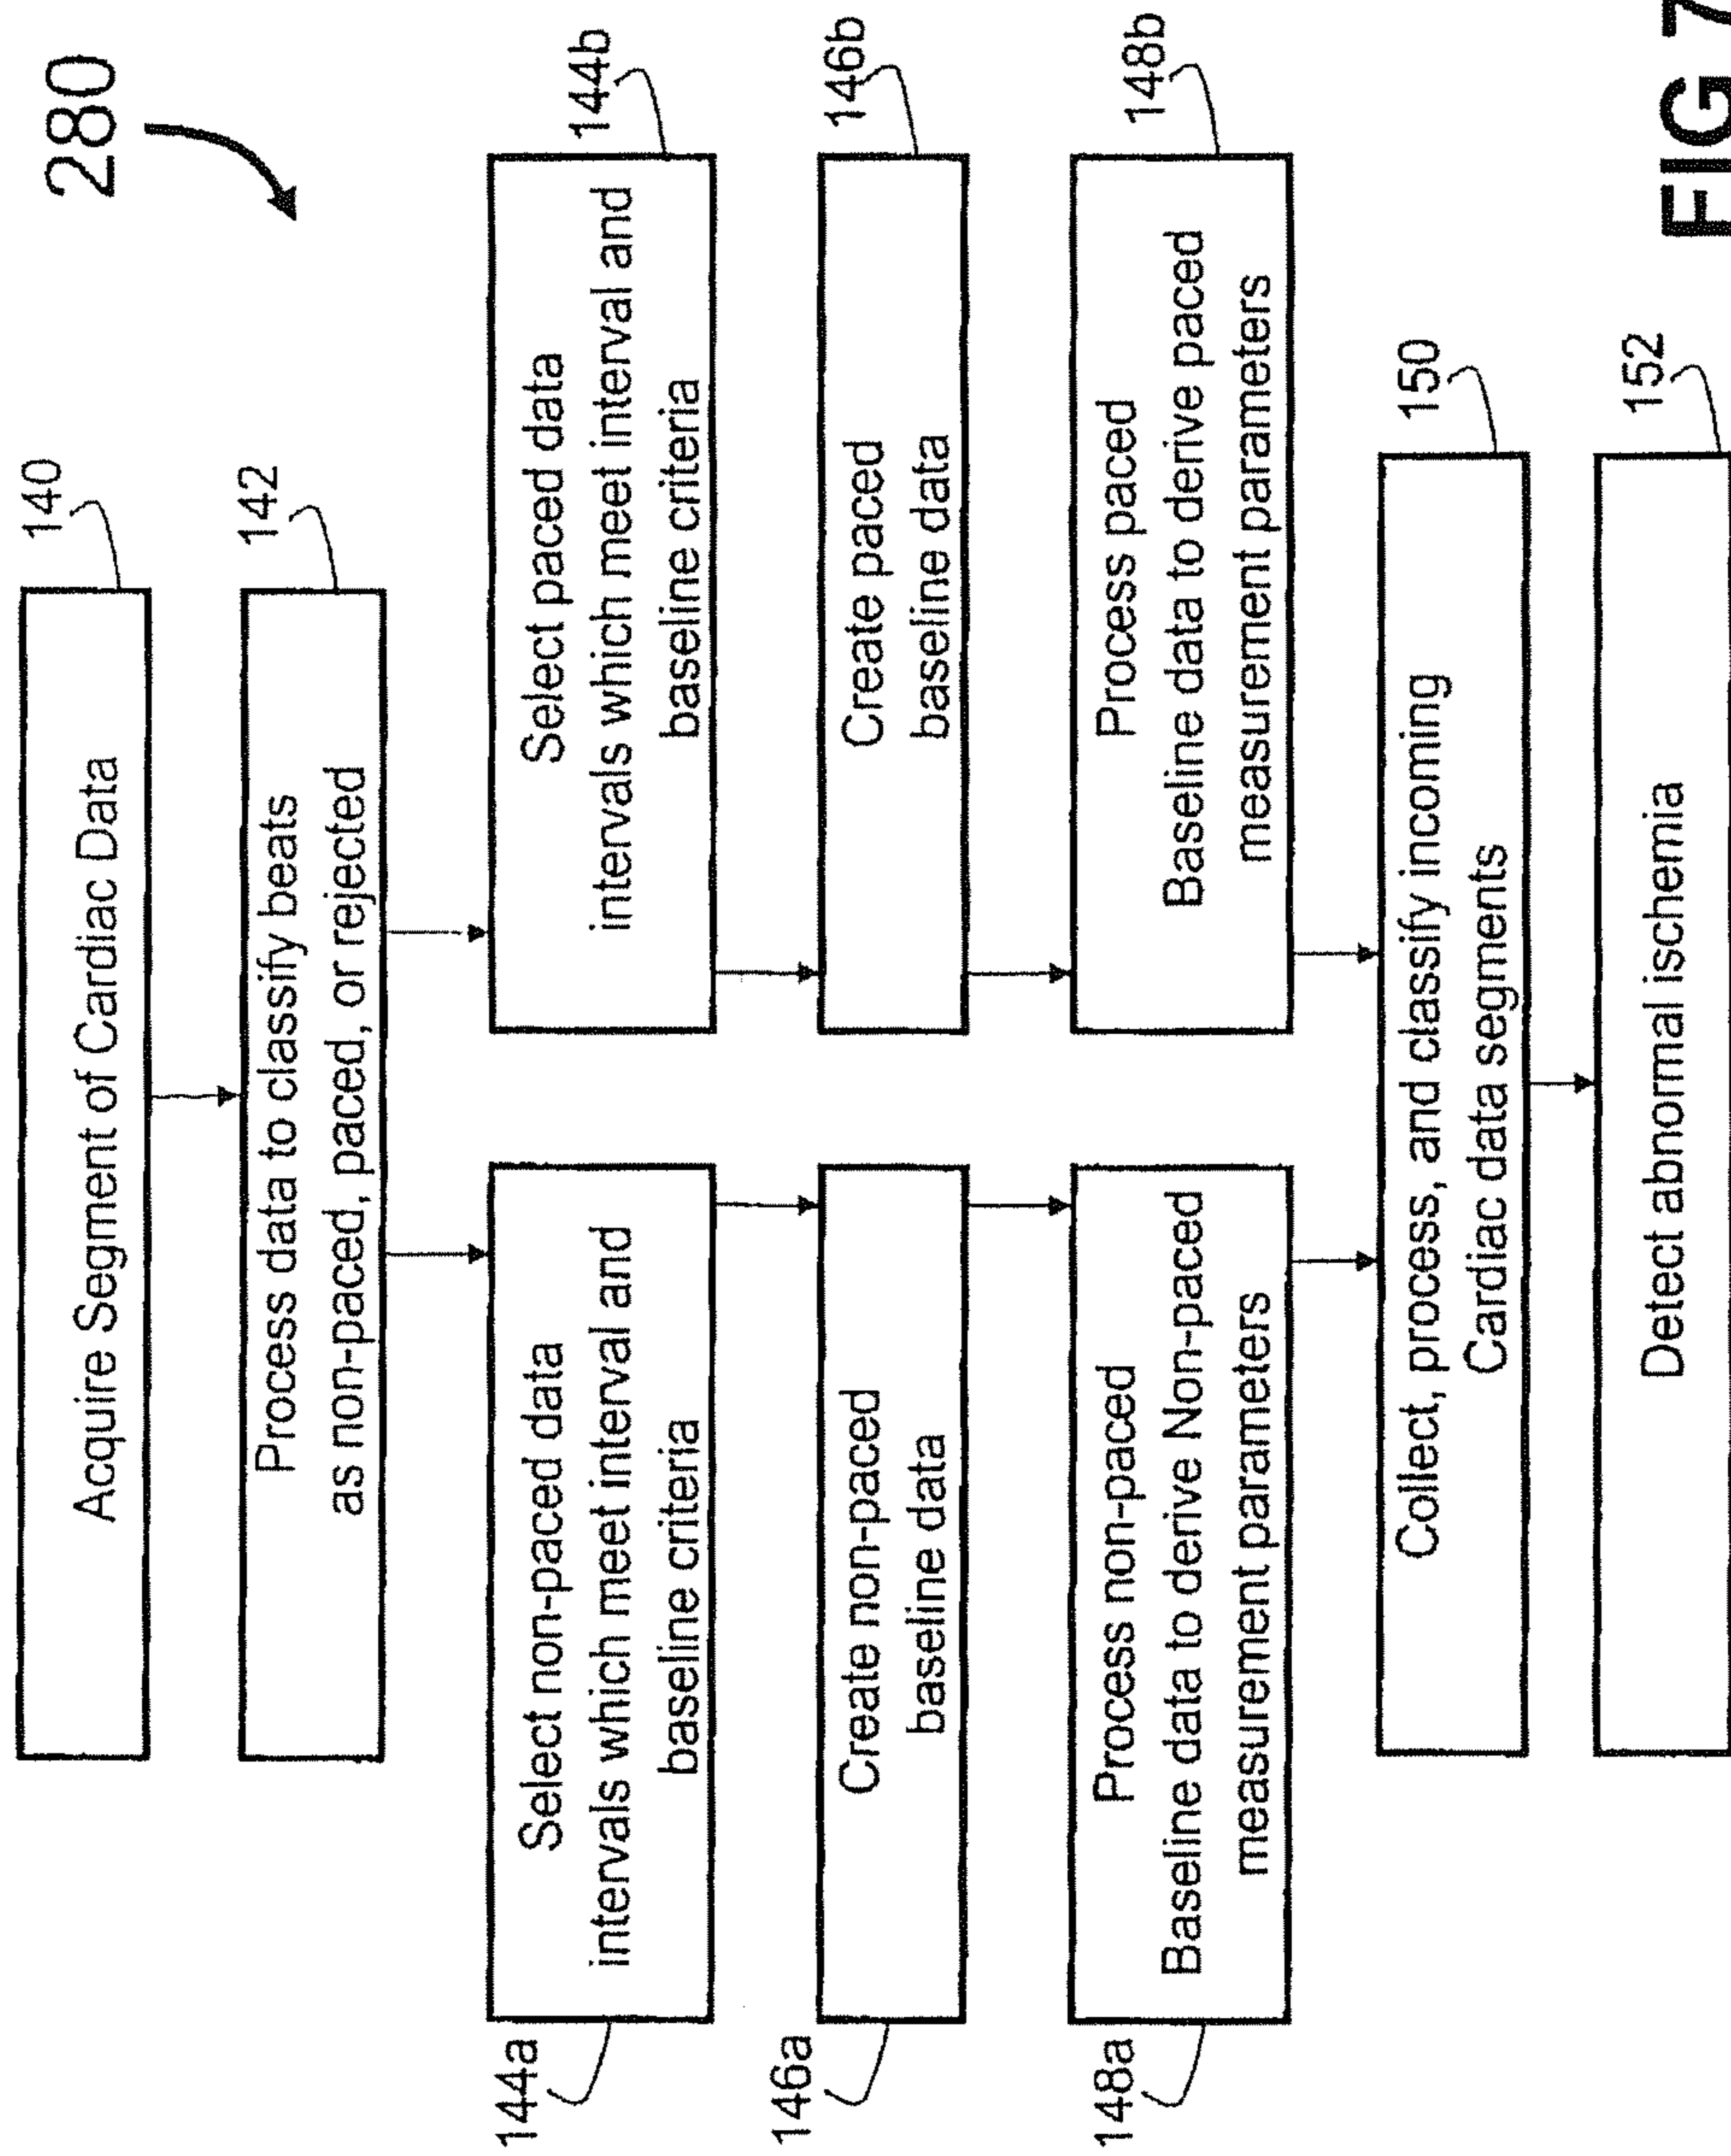 280
140
Acquire Segment of Cardiac Data
142
Process data to classify beats
as non-paced, paced, or rejected
144a
Select non-paced data
intervals which meet interval and
baseline criteria
144b
Select paced data
intervals which meet interval and
baseline criteria
146a
Create non-paced
baseline data
146b
Create paced
baseline data
148a
Process non-paced
Baseline data to derive Non-paced
measurement parameters
148b
Process paced
Baseline data to derive paced
measurement parameters
150
Collect, process, and classify incoming
Cardiac data segments
152
Detect abnormal ischemia
FIG 7